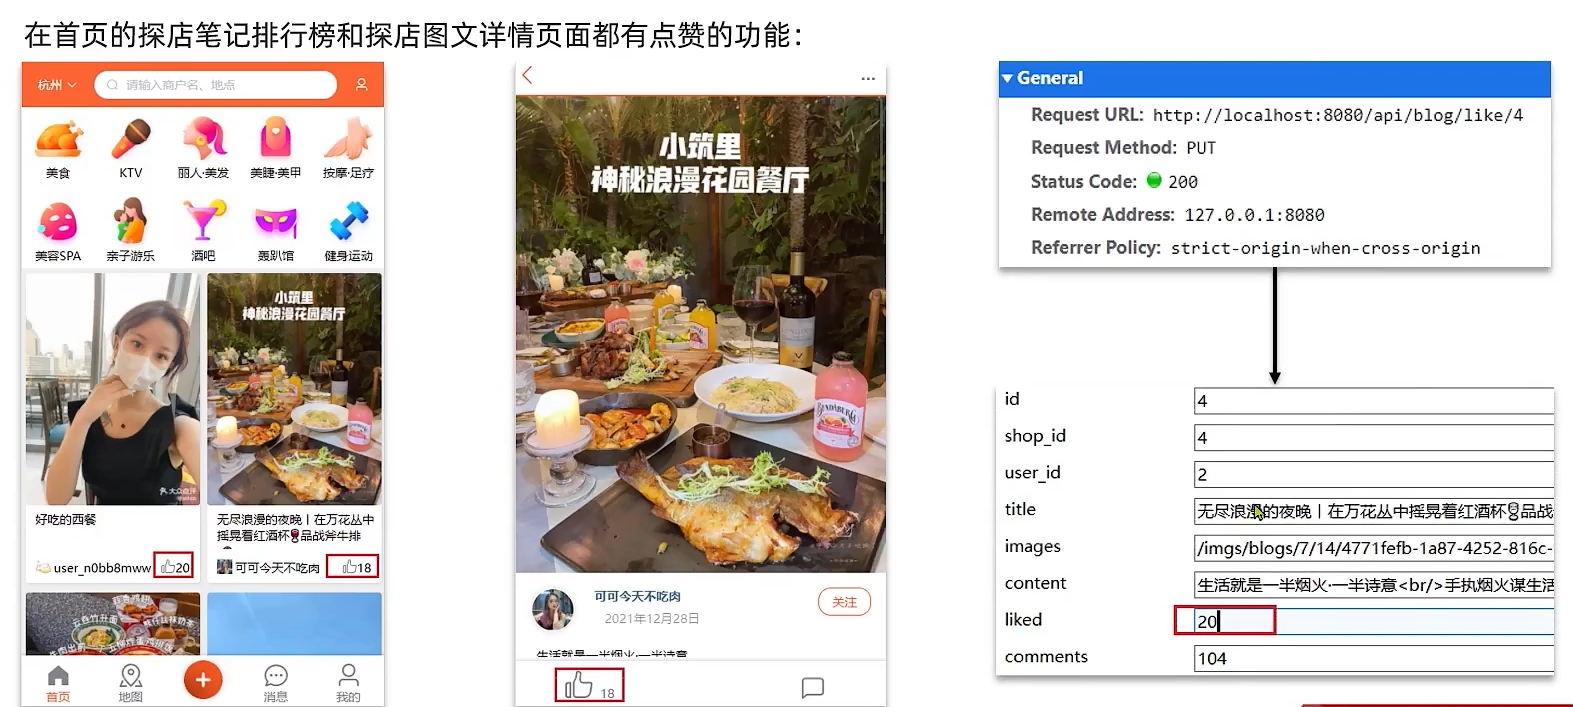 在首页的探店笔记排行榜和探店图文详情页面都有点赞的功能：
杭州
请输入商户名、地点
美食
KTV
丽人·美发
美睫·美甲
按摩·足疗
美容SPA
亲子游乐
酒吧
轰趴馆
健身运动
大众点评
小筑里
神秘浪漫花园餐厅
好吃的西餐
user_n0bb8mww
20
无尽浪漫的夜晚丨在万花丛中
摇晃着红酒杯🍷品战斧牛排
可可今天不吃肉
18
首页
地图
消息
我的
小筑里
神秘浪漫花园餐厅
BUNDABERG
可可今天不吃肉
2021年12月28日
关注
生活就是一半烟火·一半诗意
18
General
Request URL: http://localhost:8080/api/blog/like/4
Request Method: PUT
Status Code: 200
Remote Address: 127.0.0.1:8080
Referrer Policy: strict-origin-when-cross-origin
id 4
shop_id 4
user_id 2
title 无尽浪漫的夜晚丨在万花丛中摇晃着红酒杯🍷品战
images /imgs/blogs/7/14/4771fefb-1a87-4252-816c-
content 生活就是一半烟火·一半诗意<br/>手执烟火谋生活
liked 20
comments 104